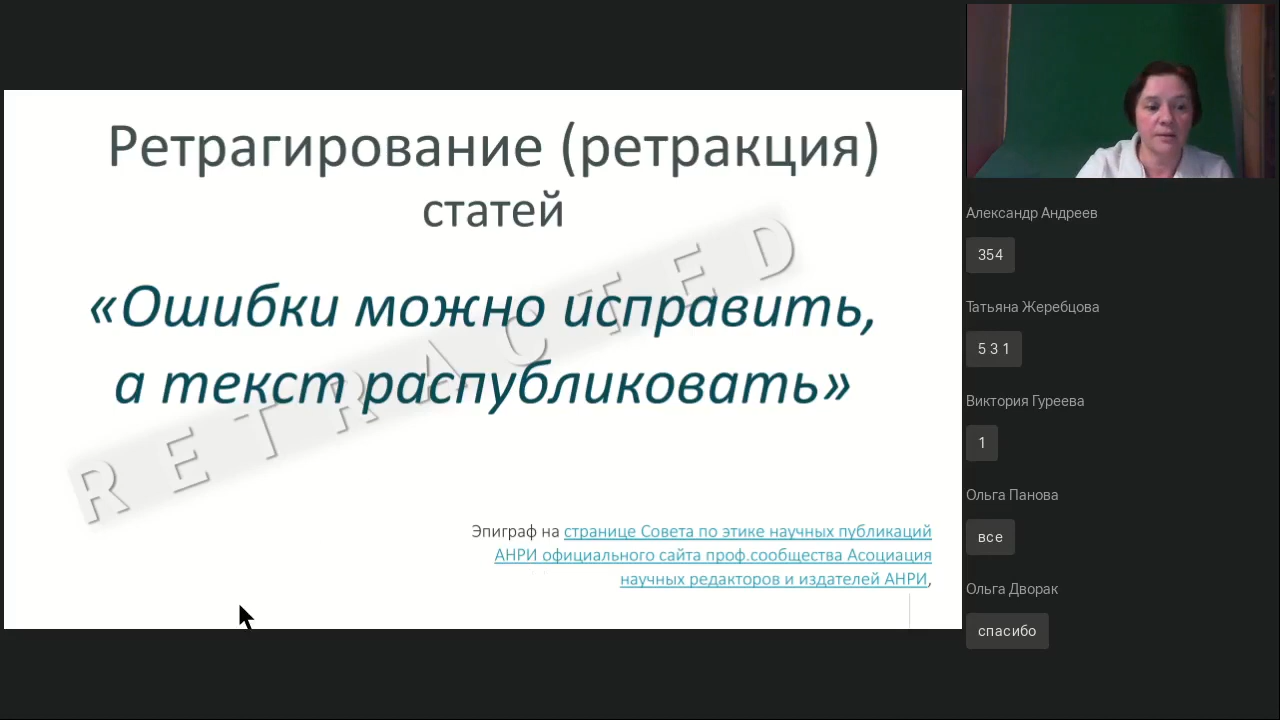 Ретрагирование (ретракция)
статей
«Ошибки можно исправить,
а текст распубликовать»
RETRACTED
Эпиграф на странице Совета по этике научных публикаций
АНРИ официального сайта проф.сообщества Асоциация
научных редакторов и издателей АНРИ,
Александр Андреев
354
Татьяна Жеребцова
5 3 1
Виктория Гуреева
1
Ольга Панова
все
Ольга Дворак
спасибо